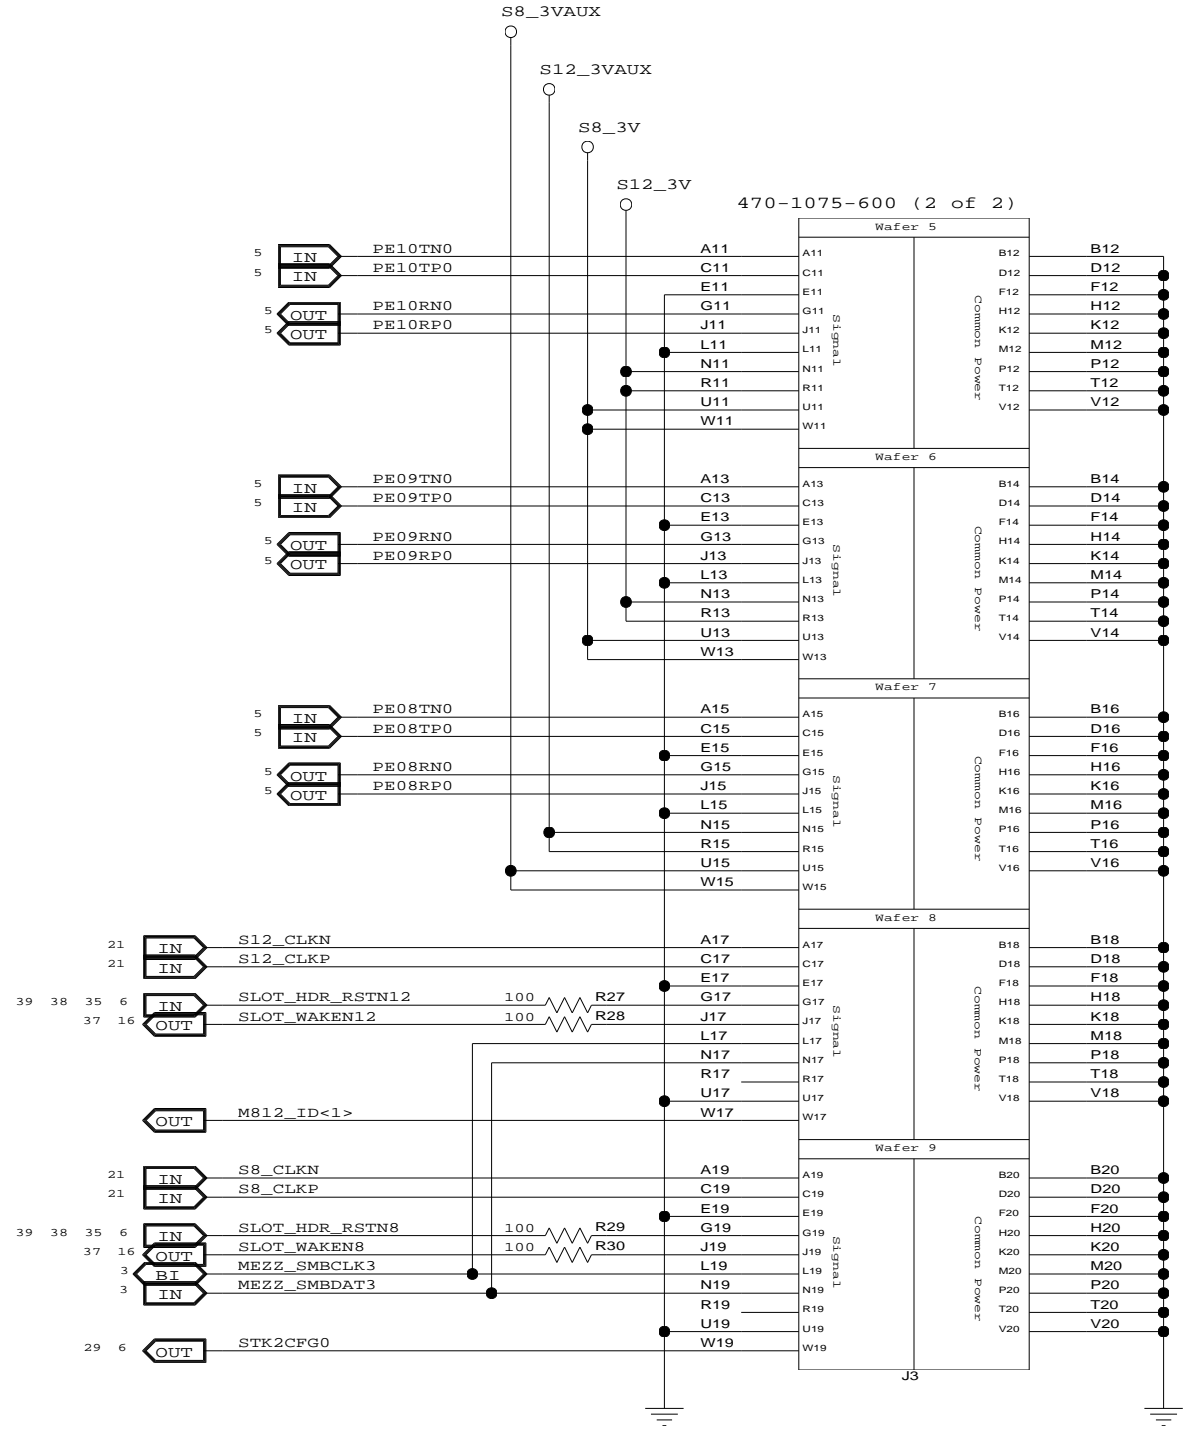 S8_3VAUX
S12_3VAUX
S8_3V
S12_3V
470-1075-600 (2 of 2)
Wafer 5
5 IN PE10TN0 A11 A11 B12 B12
5 IN PE10TP0 C11 C11 D12 D12
E11 E11 F12 F12
5 OUT PE10RN0 G11 G11 H12 H12
5 OUT PE10RP0 J11 J11 K12 K12
L11 L11 M12 M12
N11 N11 P12 P12
R11 R11 T12 T12
U11 U11 V12 V12
W11 W11
Signal
Common Power
Wafer 6
5 IN PE09TN0 A13 A13 B14 B14
5 IN PE09TP0 C13 C13 D14 D14
E13 E13 F14 F14
5 OUT PE09RN0 G13 G13 H14 H14
5 OUT PE09RP0 J13 J13 K14 K14
L13 L13 M14 M14
N13 N13 P14 P14
R13 R13 T14 T14
U13 U13 V14 V14
W13 W13
Signal
Common Power
Wafer 7
5 IN PE08TN0 A15 A15 B16 B16
5 IN PE08TP0 C15 C15 D16 D16
E15 E15 F16 F16
5 OUT PE08RN0 G15 G15 H16 H16
5 OUT PE08RP0 J15 J15 K16 K16
L15 L15 M16 M16
N15 N15 P16 P16
R15 R15 T16 T16
U15 U15 V16 V16
W15 W15
Signal
Common Power
Wafer 8
21 IN S12_CLKN A17 A17 B18 B18
21 IN S12_CLKP C17 C17 D18 D18
E17 E17 F18 F18
39 38 35 6 IN SLOT_HDR_RSTN12 100 R27 G17 G17 H18 H18
37 16 OUT SLOT_WAKEN12 100 R28 J17 J17 K18 K18
L17 L17 M18 M18
N17 N17 P18 P18
R17 R17 T18 T18
U17 U17 V18 V18
OUT M812_ID<1> W17 W17
Signal
Common Power
Wafer 9
21 IN S8_CLKN A19 A19 B20 B20
21 IN S8_CLKP C19 C19 D20 D20
E19 E19 F20 F20
39 38 35 6 IN SLOT_HDR_RSTN8 100 R29 G19 G19 H20 H20
37 16 OUT SLOT_WAKEN8 100 R30 J19 J19 K20 K20
3 BI MEZZ_SMBCLK3 L19 L19 M20 M20
3 IN MEZZ_SMBDAT3 N19 N19 P20 P20
R19 R19 T20 T20
U19 U19 V20 V20
29 6 OUT STK2CFG0 W19 W19
Signal
Common Power
J3